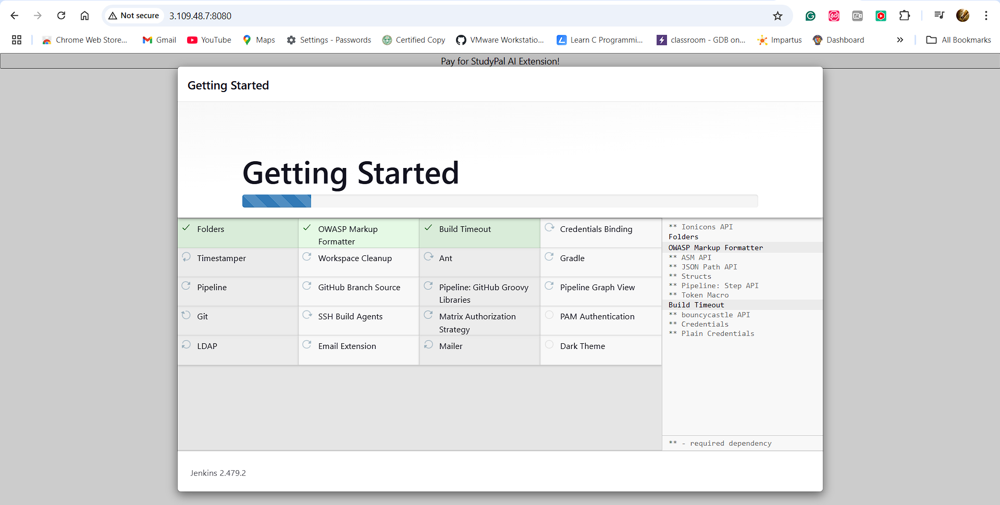 Not secure 3.109.48.7:8080
Chrome Web Store... Gmail YouTube Maps Settings - Passwords Certified Copy VMware Workstatio... Learn C Programmi... classroom - GDB on... Impartus Dashboard » All Bookmarks
Pay for StudyPal AI Extension!
Getting Started
Getting Started
Folders
OWASP Markup
Formatter
Build Timeout
Credentials Binding
Timestamper
Workspace Cleanup
Ant
Gradle
Pipeline
GitHub Branch Source
Pipeline: GitHub Groovy
Libraries
Pipeline Graph View
Git
SSH Build Agents
Matrix Authorization
Strategy
PAM Authentication
LDAP
Email Extension
Mailer
Dark Theme
** Ionicons API
Folders
OWASP Markup Formatter
** ASM API
** JSON Path API
** Structs
** Pipeline: Step API
** Token Macro
Build Timeout
** bouncycastle API
** Credentials
** Plain Credentials
** - required dependency
Jenkins 2.479.2